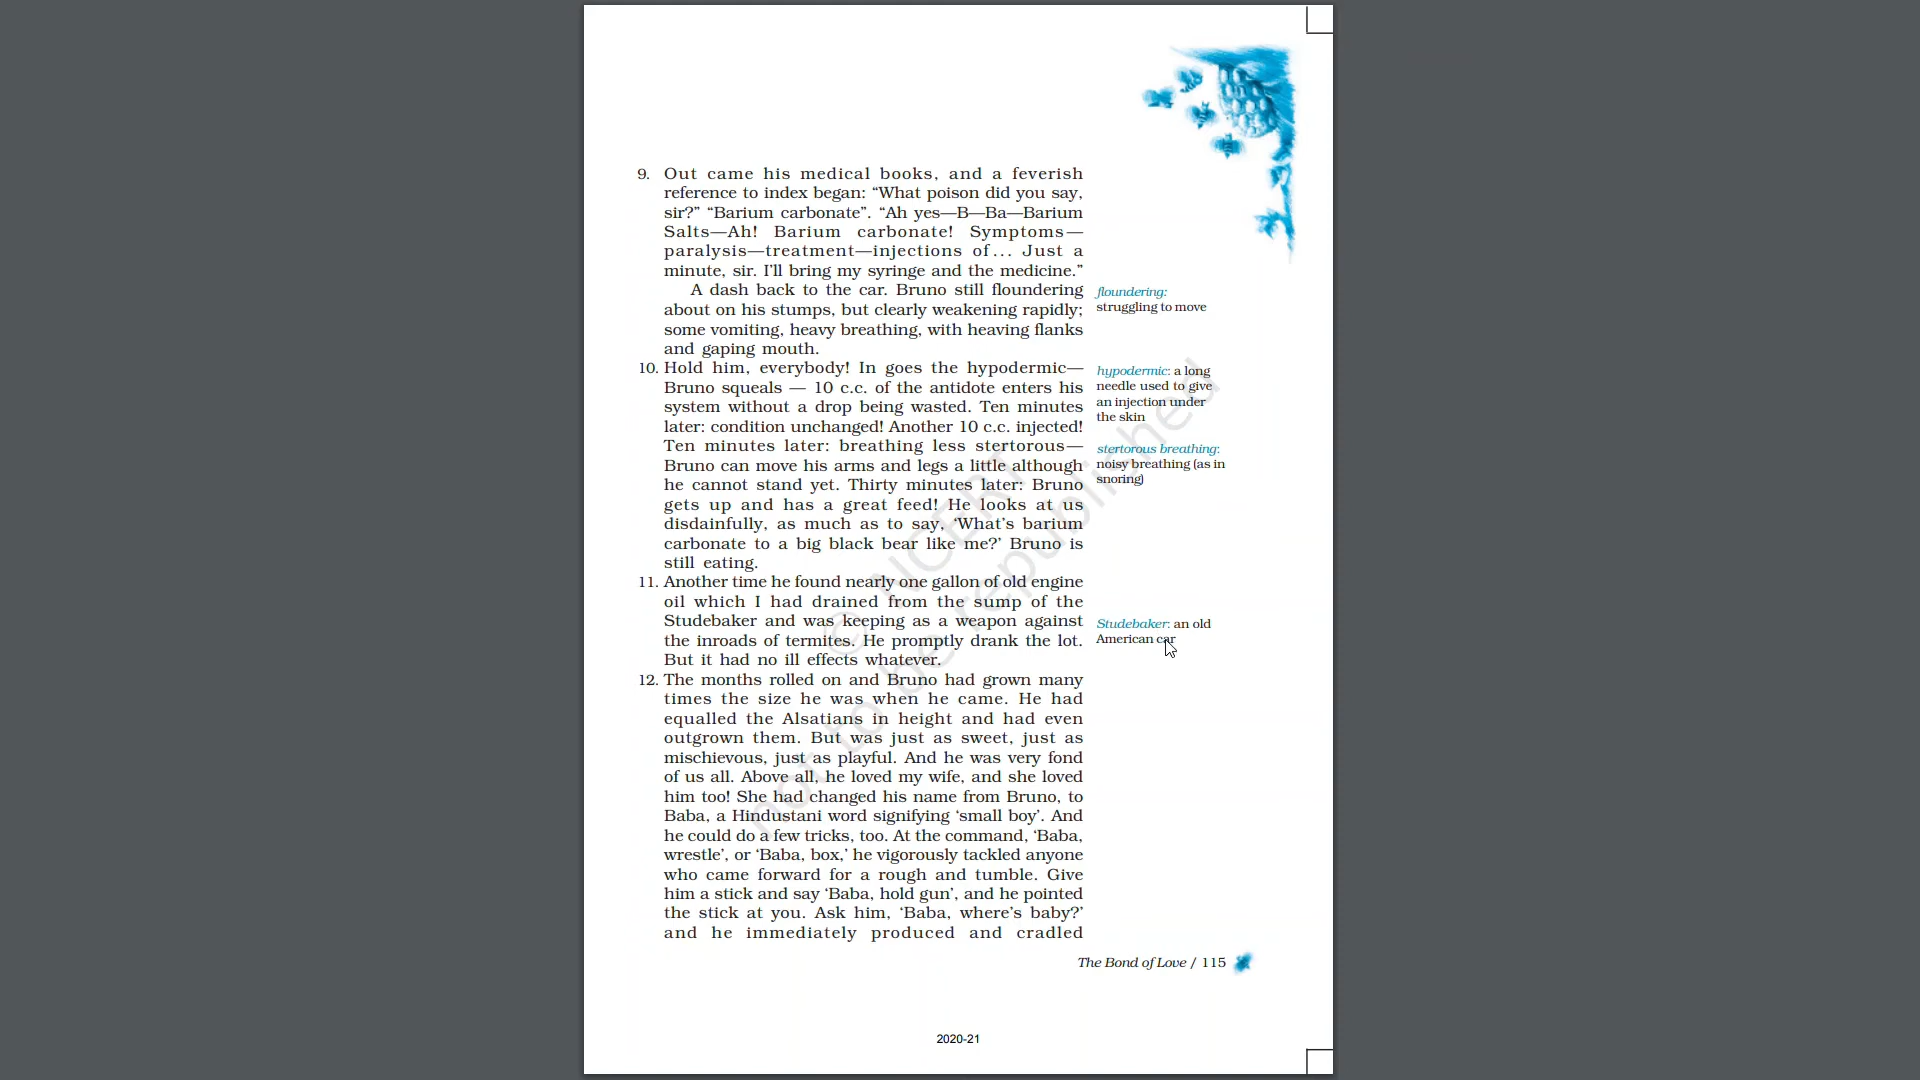 9. Out came his medical books, and a feverish
reference to index began: “What poison did you say,
sir?” “Barium carbonate”. “Ah yes—B—Ba—Barium
Salts—Ah! Barium carbonate! Symptoms—
paralysis—treatment—injections of... Just a
minute, sir. I’ll bring my syringe and the medicine.”
A dash back to the car. Bruno still floundering
about on his stumps, but clearly weakening rapidly;
some vomiting, heavy breathing, with heaving flanks
and gaping mouth.
floundering:
struggling to move
10. Hold him, everybody! In goes the hypodermic—
Bruno squeals — 10 c.c. of the antidote enters his
system without a drop being wasted. Ten minutes
later: condition unchanged! Another 10 c.c. injected!
Ten minutes later: breathing less stertorous—
Bruno can move his arms and legs a little although
he cannot stand yet. Thirty minutes later: Bruno
gets up and has a great feed! He looks at us
disdainfully, as much as to say, ‘What’s barium
carbonate to a big black bear like me?’ Bruno is
still eating.
hypodermic: a long
needle used to give
an injection under
the skin
stertorous breathing:
noisy breathing (as in
snoring)
11. Another time he found nearly one gallon of old engine
oil which I had drained from the sump of the
Studebaker and was keeping as a weapon against
the inroads of termites. He promptly drank the lot.
But it had no ill effects whatever.
Studebaker: an old
American car
12. The months rolled on and Bruno had grown many
times the size he was when he came. He had
equalled the Alsatians in height and had even
outgrown them. But was just as sweet, just as
mischievous, just as playful. And he was very fond
of us all. Above all, he loved my wife, and she loved
him too! She had changed his name from Bruno, to
Baba, a Hindustani word signifying ‘small boy’. And
he could do a few tricks, too. At the command, ‘Baba,
wrestle’, or ‘Baba, box,’ he vigorously tackled anyone
who came forward for a rough and tumble. Give
him a stick and say ‘Baba, hold gun’, and he pointed
the stick at you. Ask him, ‘Baba, where’s baby?’
and he immediately produced and cradled
The Bond of Love / 115
2020-21
© NCERT
not to be republished